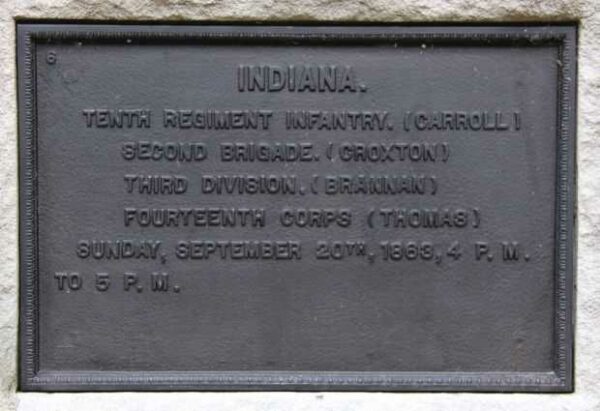 6
INDIANA.
TENTH REGIMENT INFANTRY. (CARROLL)
SECOND BRIGADE. (CROXTON)
THIRD DIVISION. (BRANNAN)
FOURTEENTH CORPS (THOMAS)
SUNDAY, SEPTEMBER 20TH, 1863, 4 P.M.
TO 5 P.M.